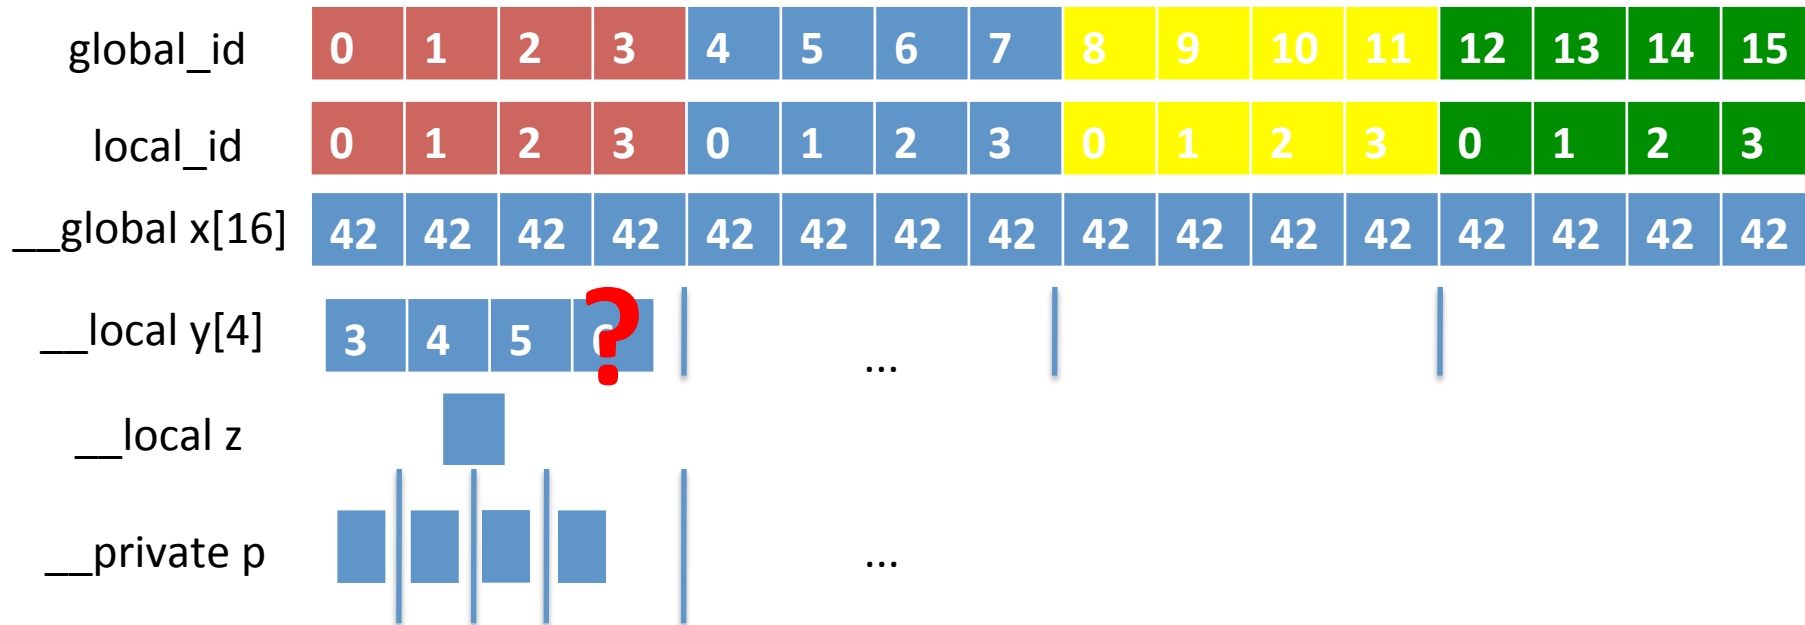 global_id 0 1 2 3 4 5 6 7 8 9 10 11 12 13 14 15
local_id 0 1 2 3 0 1 2 3 0 1 2 3 0 1 2 3
__global x[16] 42 42 42 42 42 42 42 42 42 42 42 42 42 42 42 42
__local y[4] 3 4 5 6 ? ...
__local z
__private p ...